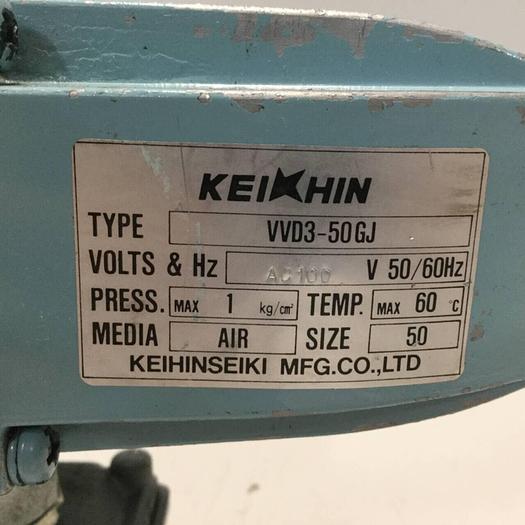 KEIHIN
TYPE VVD3-50GJ
VOLTS & Hz AC100 V 50/60Hz
PRESS. MAX 1 kg/cm² TEMP. MAX 60 °C
MEDIA AIR SIZE 50
KEIHINSEIKI MFG.CO.,LTD